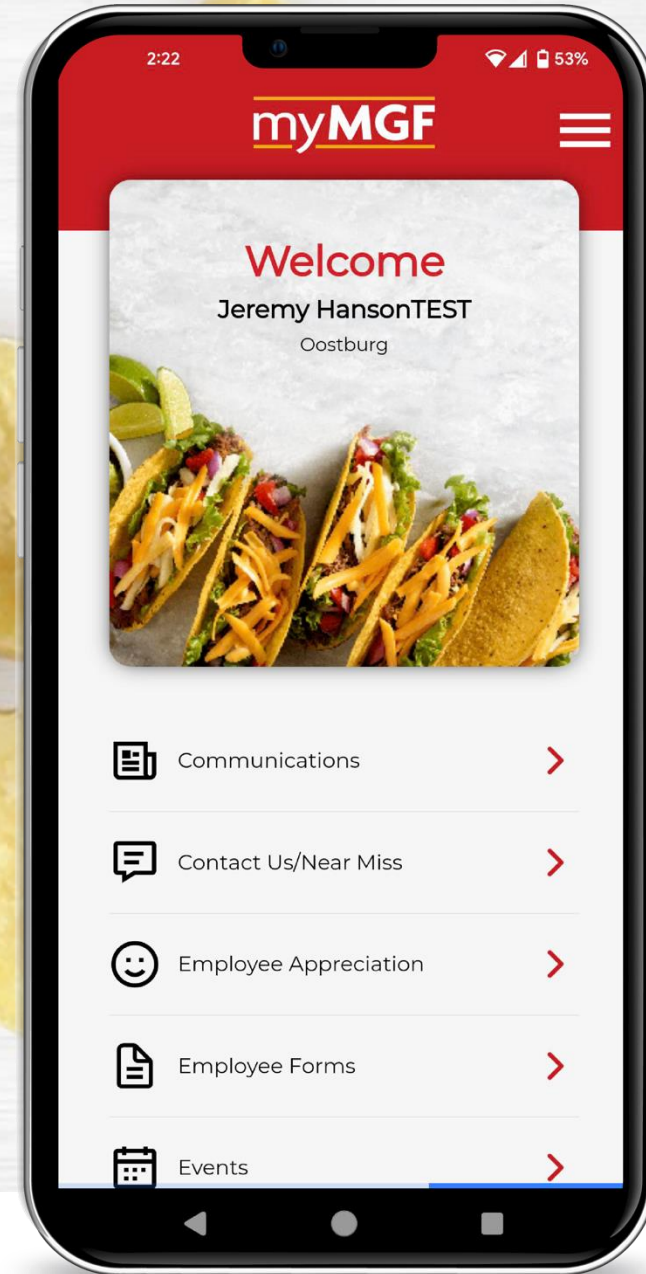 2:22
53%
myMGF
Welcome
Jeremy HansonTEST
Oostburg
Communications
Contact Us/Near Miss
Employee Appreciation
Employee Forms
Events